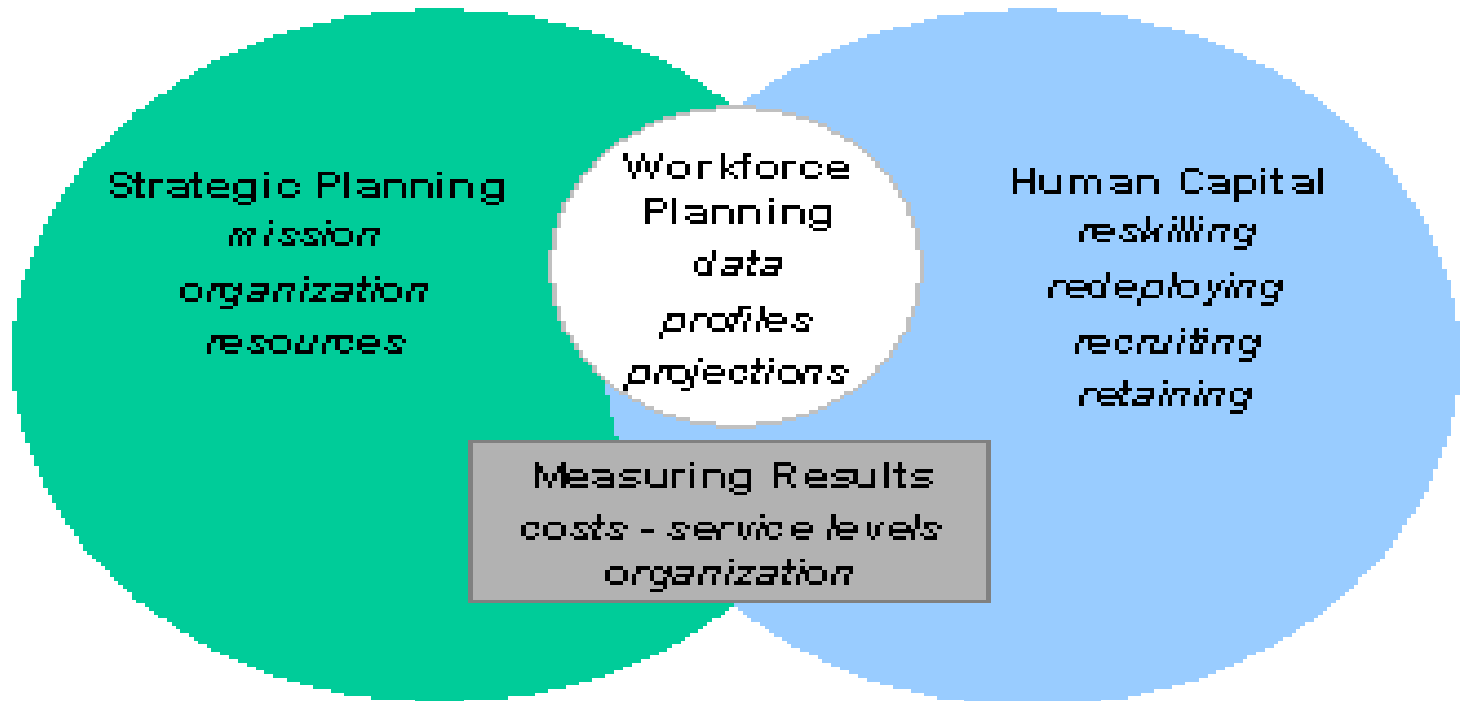 Strategic Planning
mission
organization
resources
Workforce
Planning
data
profiles
projections
Human Capital
reskilling
redeploying
recruiting
retaining
Measuring Results
costs - service levels
organization